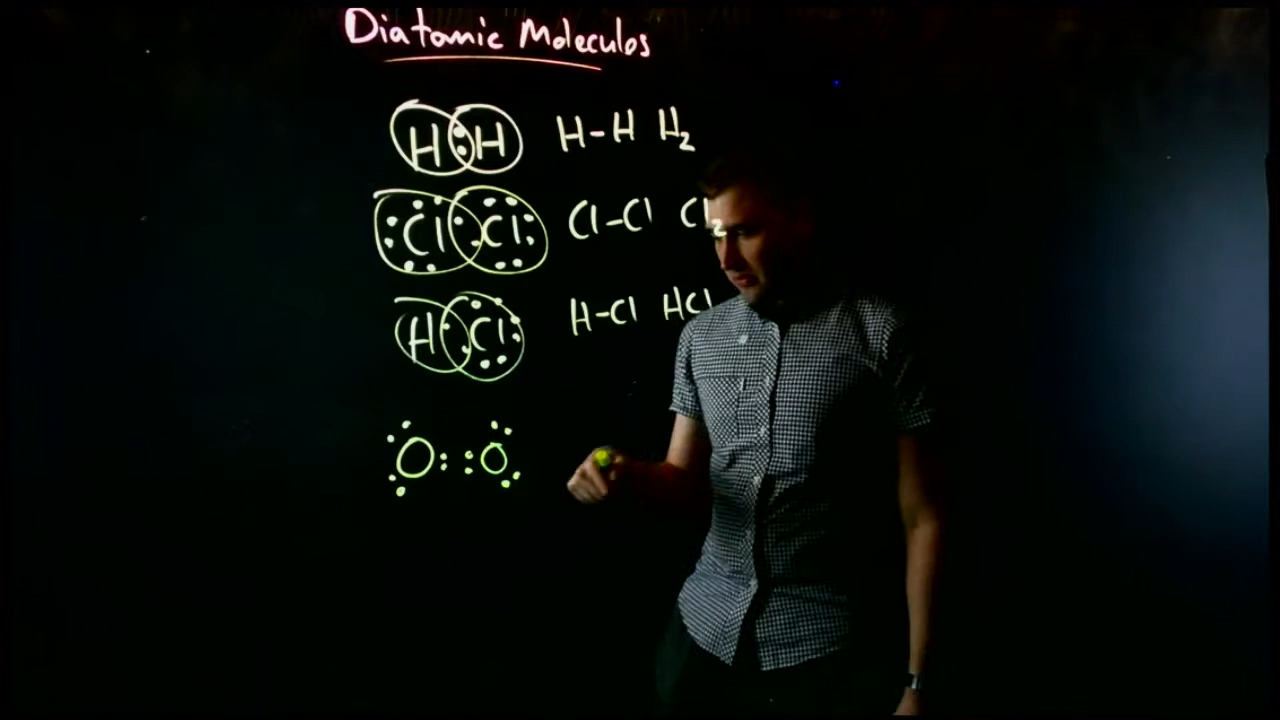 Diatomic Moleculos
H H H-H H₂
Cl Cl Cl-Cl Cl₂
H Cl H-Cl HCl
O O